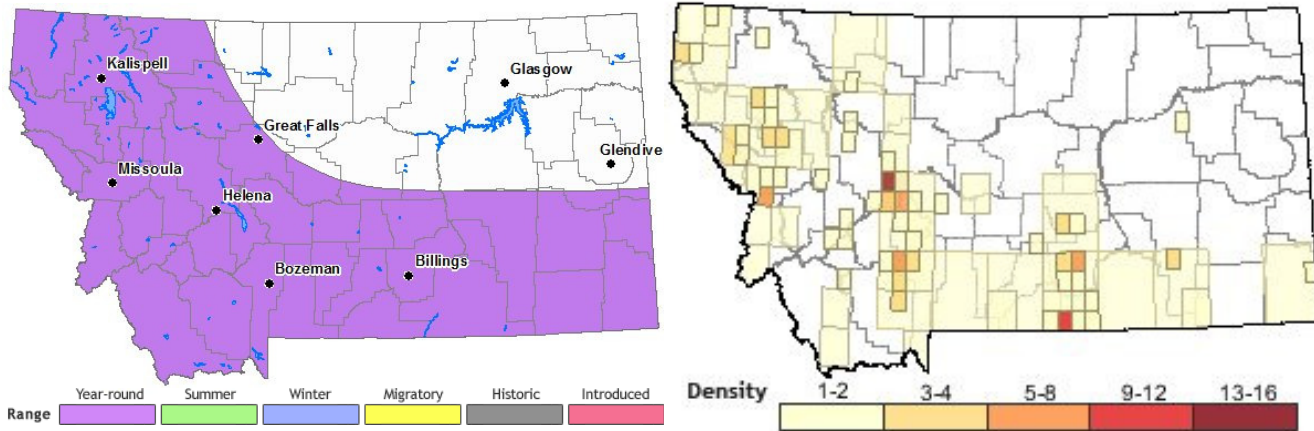 Kalispell
Glasgow
Great Falls
Glendive
Missoula
Helena
Bozeman
Billings
Year-round Summer Winter Migratory Historic Introduced
Range
Density 1-2 3-4 5-8 9-12 13-16